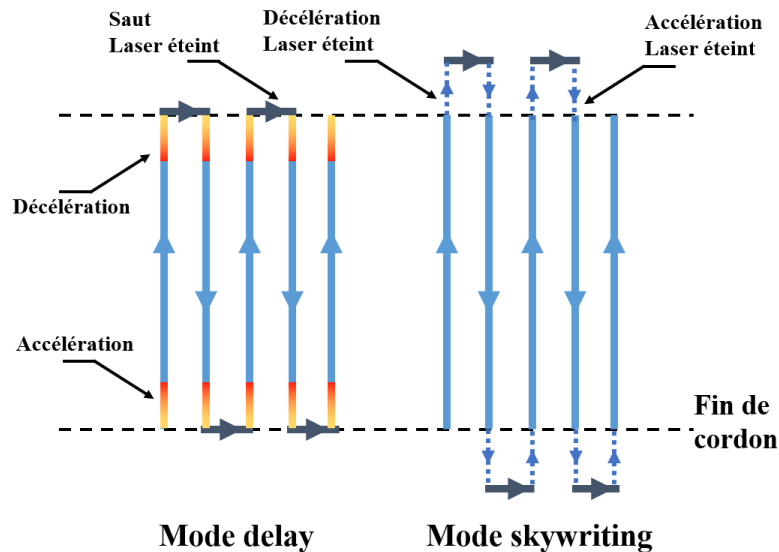 Saut
Laser éteint
Décélération
Laser éteint
Accélération
Laser éteint
Décélération
Accélération
Fin de
cordon
Mode delay
Mode skywriting